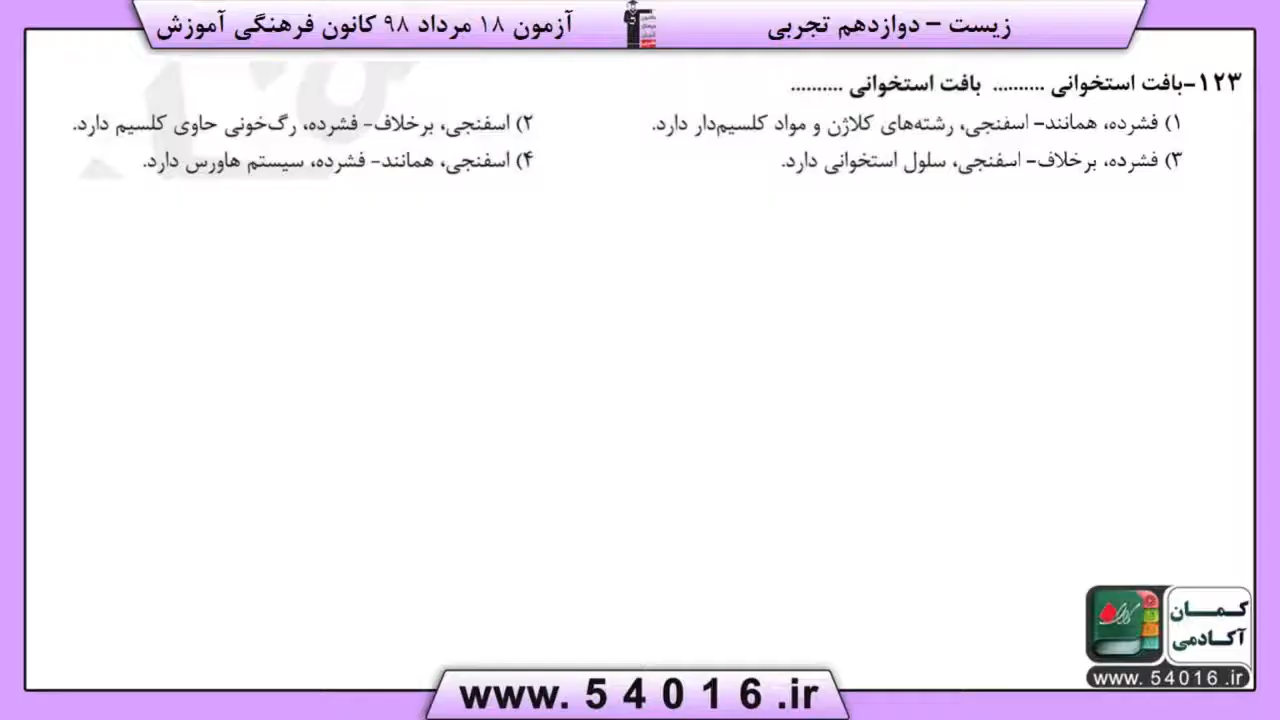 زیست – دوازدهم تجربی
آزمون ۱۸ مرداد ۹۸ کانون فرهنگی آموزش
۱۲۳-بافت استخوانی .......... بافت استخوانی ..........
۱) فشرده، همانند- اسفنجی، رشته‌های کلاژن و مواد کلسیم‌دار دارد.
۲) اسفنجی، برخلاف- فشرده، رگ‌خونی حاوی کلسیم دارد.
۳) فشرده، برخلاف- اسفنجی، سلول استخوانی دارد.
۴) اسفنجی، همانند- فشرده، سیستم هاورس دارد.
کمان
آکادمی
www. 54016 .ir
www. 5 4 0 1 6 .ir